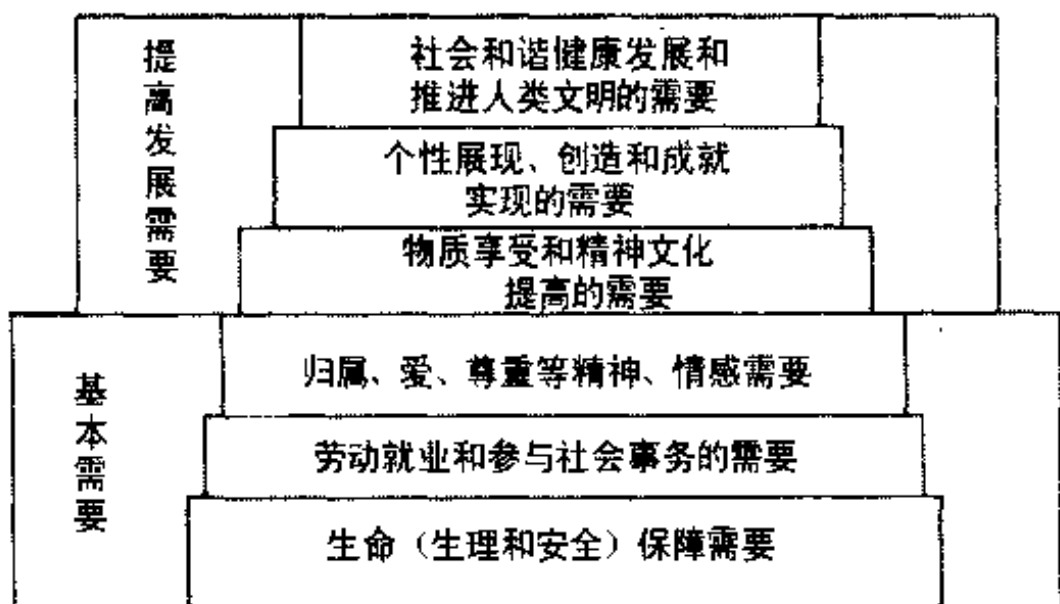 提高发展需要
社会和谐健康发展和
推进人类文明的需要
个性展现、创造和成就
实现的需要
物质享受和精神文化
提高的需要
基本需要
归属、爱、尊重等精神、情感需要
劳动就业和参与社会事务的需要
生命（生理和安全）保障需要